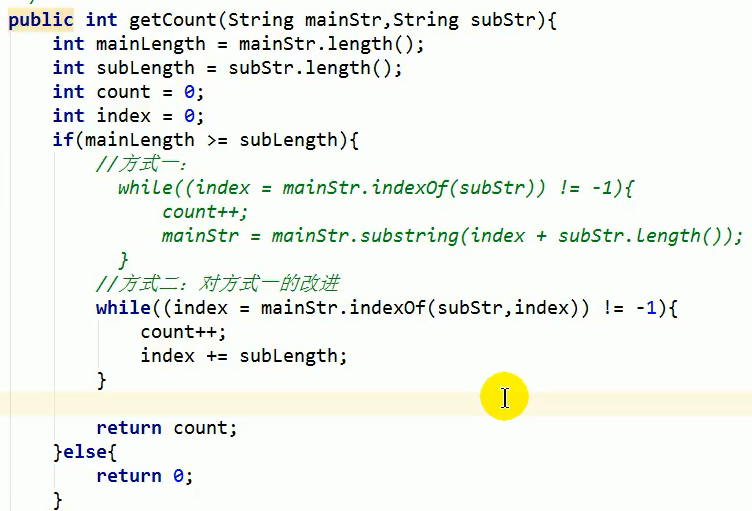 public int getCount(String mainStr,String subStr){
    int mainLength = mainStr.length();
    int subLength = subStr.length();
    int count = 0;
    int index = 0;
    if(mainLength >= subLength){
        //方式一：
          while((index = mainStr.indexOf(subStr)) != -1){
              count++;
              mainStr = mainStr.substring(index + subStr.length());
          }
        //方式二：对方式一的改进
        while((index = mainStr.indexOf(subStr,index)) != -1){
            count++;
            index += subLength;
        }
        return count;
    }else{
        return 0;
    }